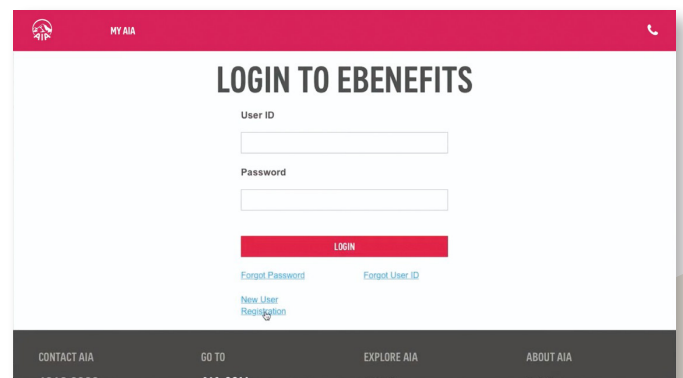 AIA
MY AIA
LOGIN TO EBENEFITS
User ID
Password
LOGIN
Forgot Password
Forgot User ID
New User
Registration
CONTACT AIA
GO TO
EXPLORE AIA
ABOUT AIA